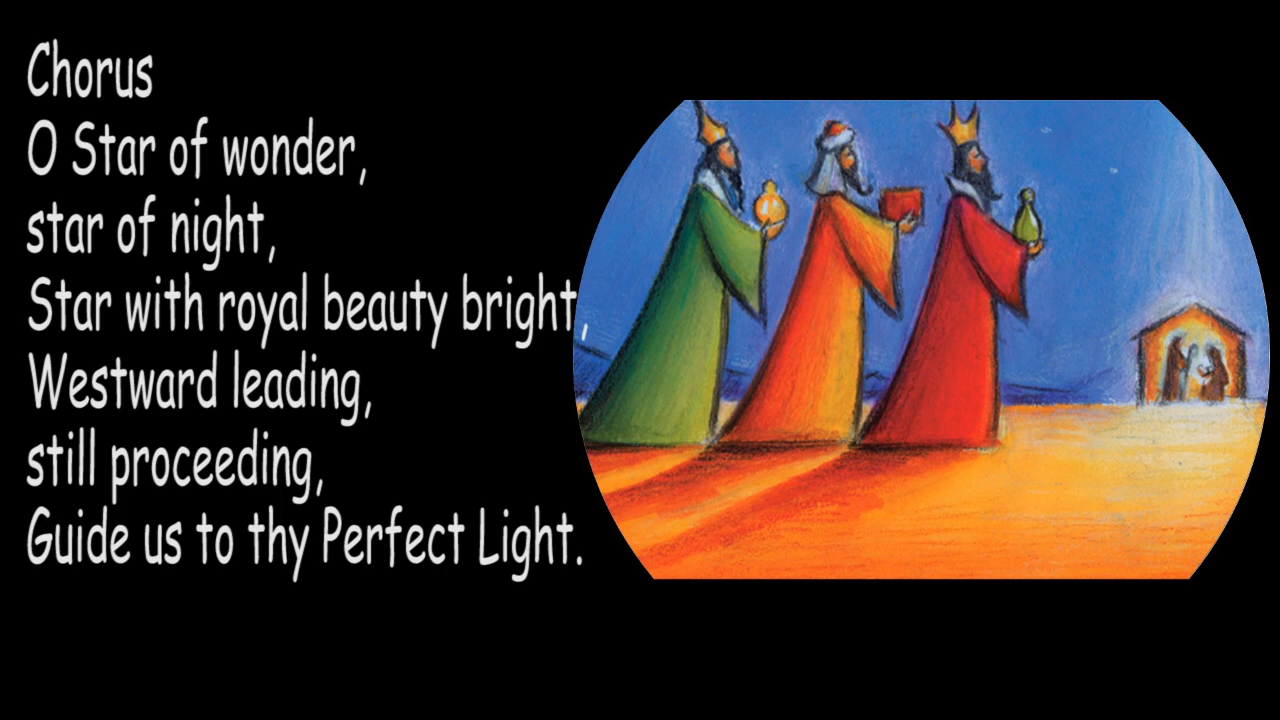 Chorus
O Star of wonder,
star of night,
Star with royal beauty bright,
Westward leading,
still proceeding,
Guide us to thy Perfect Light.